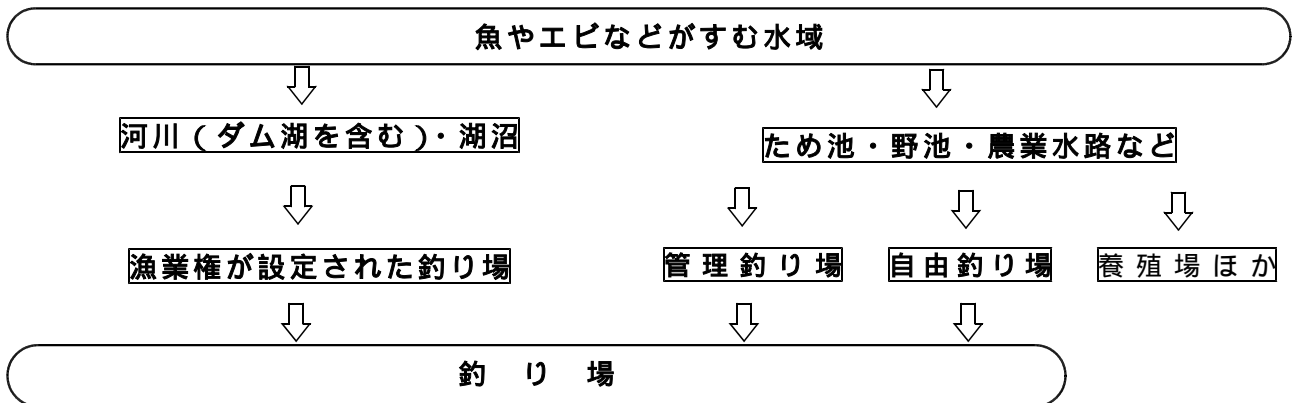 魚やエビなどがすむ水域
河川（ダム湖を含む）・湖沼
ため池・野池・農業水路など
漁業権が設定された釣り場
管理釣り場
自由釣り場
養殖場ほか
釣り場